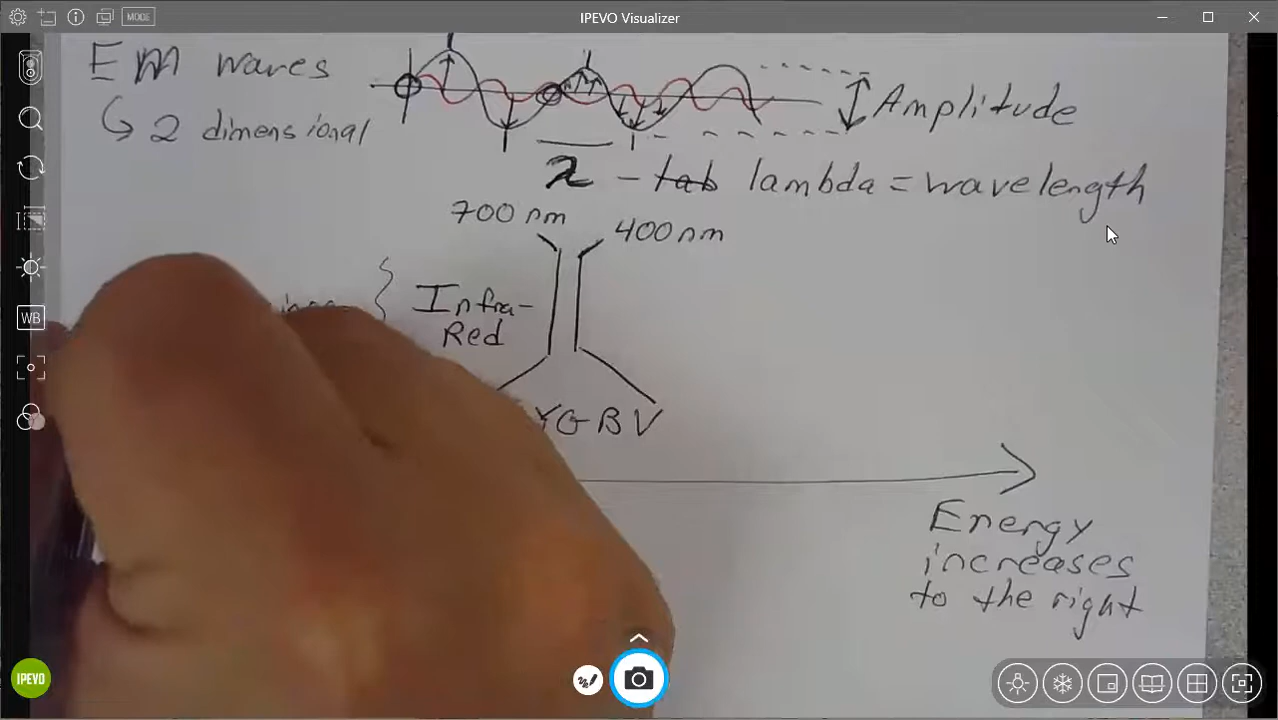 IPEVO Visualizer
MODE
EM waves
↳ 2 dimensional
Amplitude
λ - tab lambda = wavelength
700 nm
400 nm
Infra-
Red
YGBV
Energy
increases
to the right
WB
IPEVO